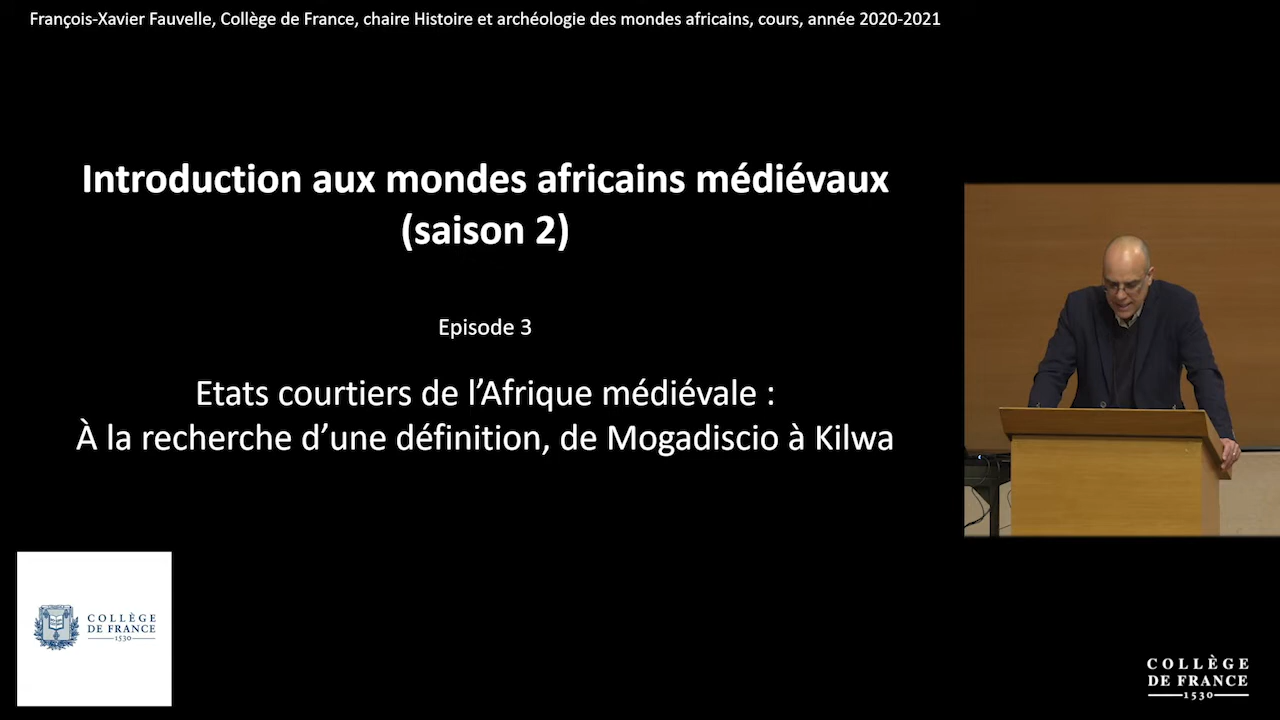 François-Xavier Fauvelle, Collège de France, chaire Histoire et archéologie des mondes africains, cours, année 2020-2021
Introduction aux mondes africains médiévaux
(saison 2)
Episode 3
Etats courtiers de l’Afrique médiévale :
À la recherche d’une définition, de Mogadiscio à Kilwa
COLLÈGE
DE FRANCE
1530
COLLÈGE
DE FRANCE
1530